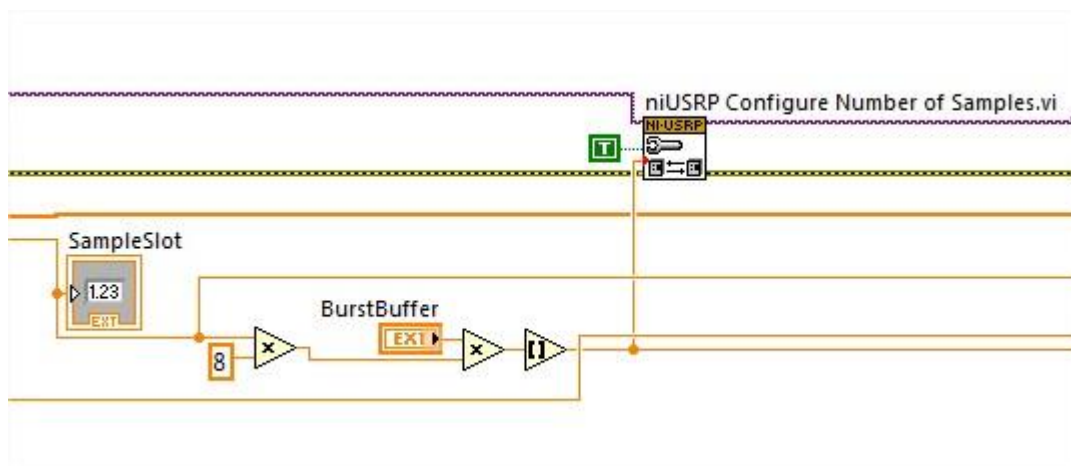 niUSRP Configure Number of Samples.vi
NI-USRP
T
SampleSlot
1.23
EXT
BurstBuffer
EXT
8
x
x
[ ]